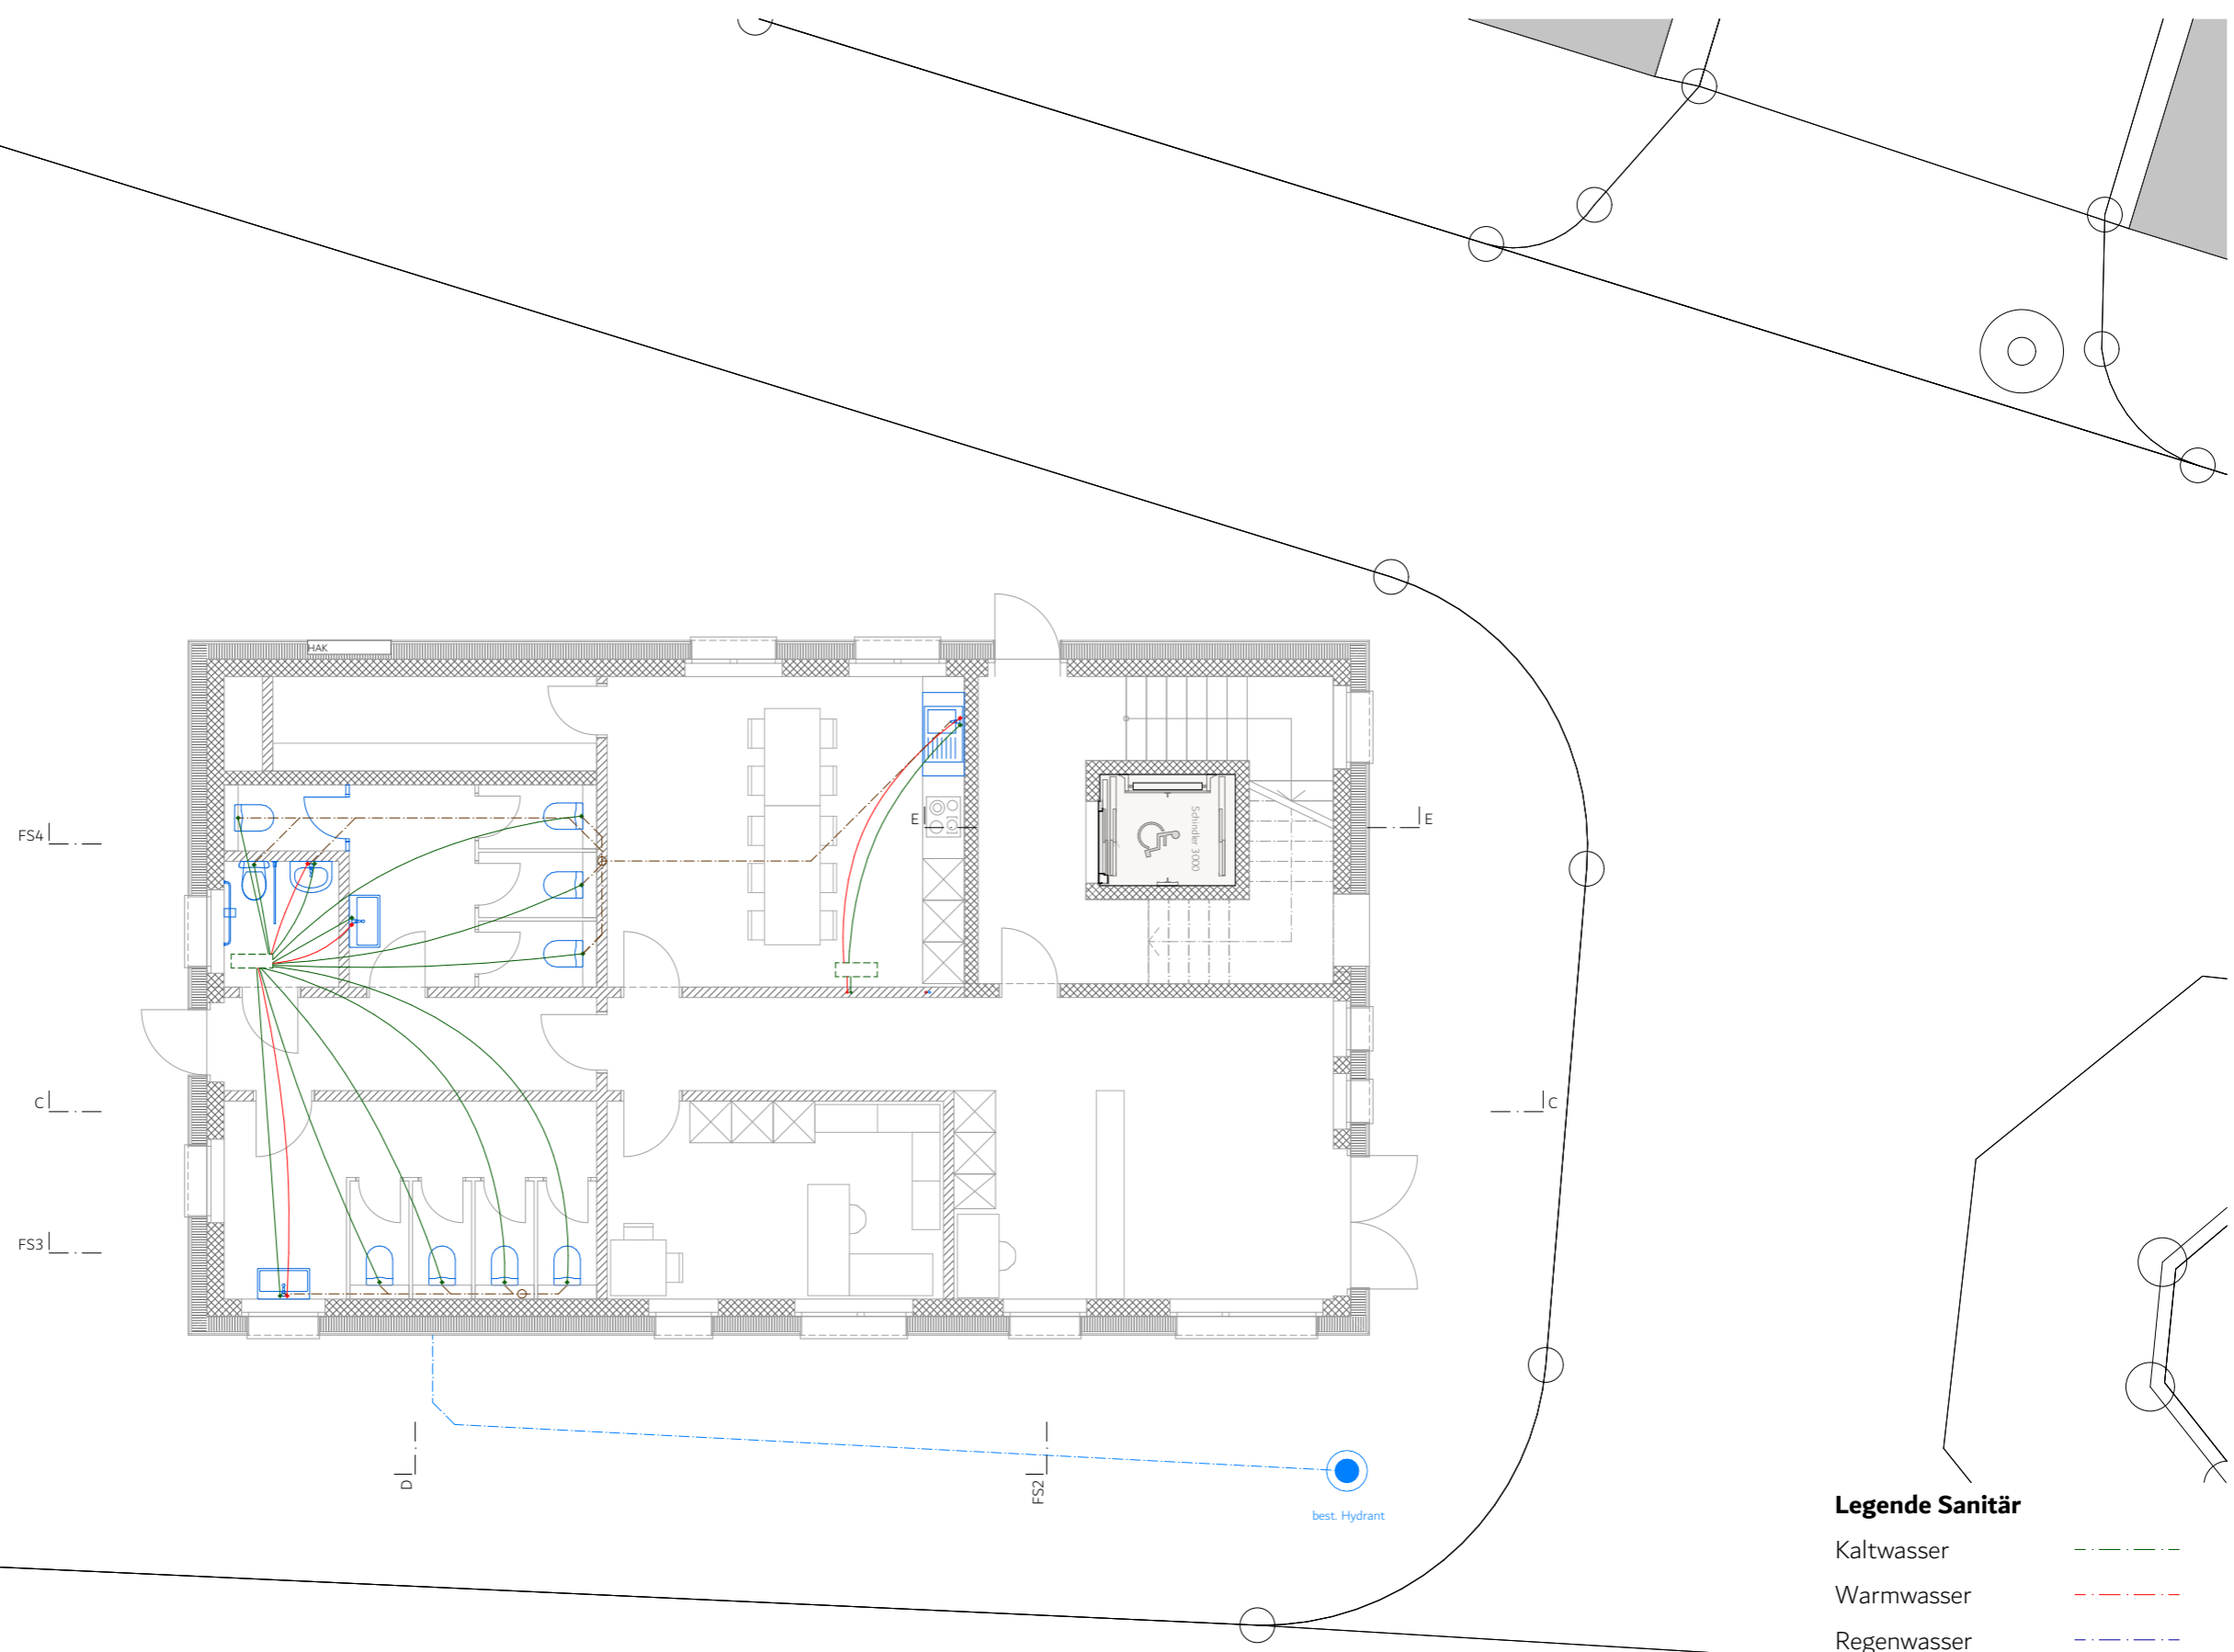 HAK
Schindler 3000
FS4
E
E
C
C
FS3
D
FS2
best. Hydrant
Legende Sanitär
Kaltwasser
Warmwasser
Regenwasser